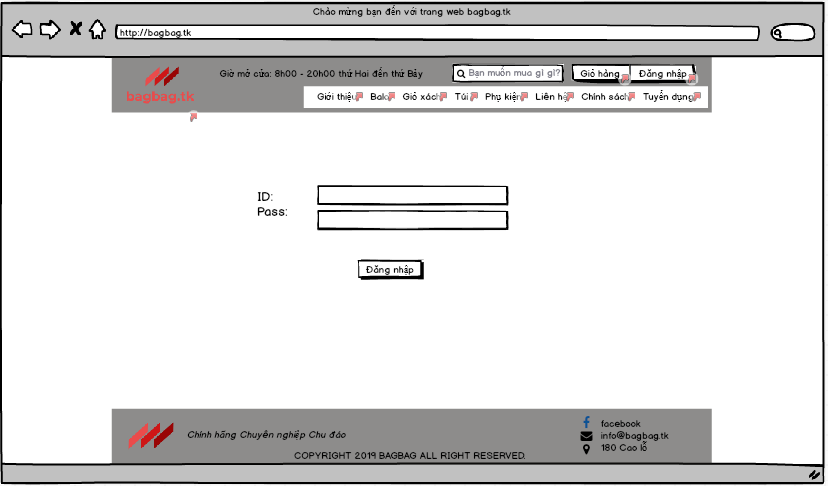 Chào mừng bạn đến với trang web bagbag.tk
http://bagbag.tk
Giờ mở cửa: 8h00 - 20h00 thứ Hai đến thứ Bảy
Bạn muốn mua gì gì?
Giỏ hàng
Đăng nhập
bagbag.tk
Giới thiệu
Giỏ xách
Túi
Phụ kiện
Liên hệ
Chính sách
Tuyển dụng
ID:
Pass:
Đăng nhập
Chính hãng Chuyên nghiệp Chu đáo
facebook
info@bagbag.tk
180 Cao lỗ
COPYRIGHT 2019 BAGBAG ALL RIGHT RESERVED.